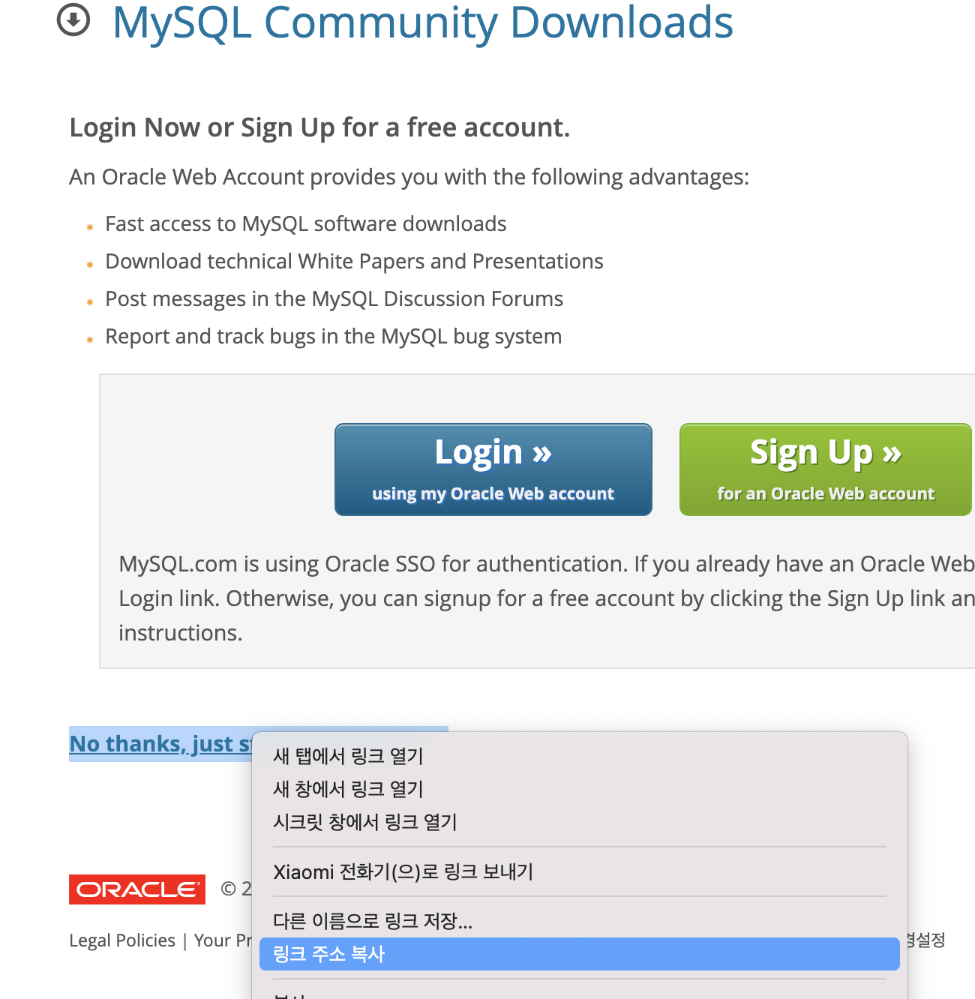 MySQL Community Downloads
Login Now or Sign Up for a free account.
An Oracle Web Account provides you with the following advantages:
Fast access to MySQL software downloads
Download technical White Papers and Presentations
Post messages in the MySQL Discussion Forums
Report and track bugs in the MySQL bug system
Login »
using my Oracle Web account
Sign Up »
for an Oracle Web account
MySQL.com is using Oracle SSO for authentication. If you already have an Oracle Web
Login link. Otherwise, you can signup for a free account by clicking the Sign Up link an
instructions.
No thanks, just
새 탭에서 링크 열기
새 창에서 링크 열기
시크릿 창에서 링크 열기
Xiaomi 전화기(으)로 링크 보내기
다른 이름으로 링크 저장...
링크 주소 복사
ORACLE
© 2
Legal Policies | Your Pr
설정